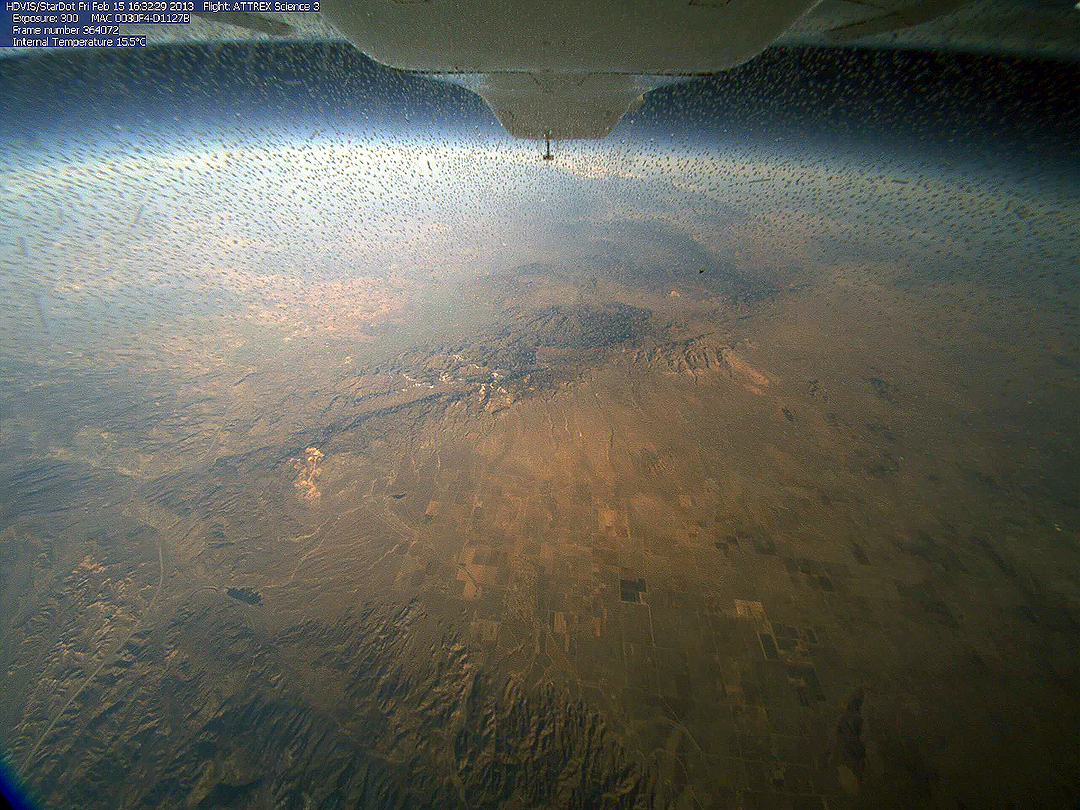 HDVIS/StarDot Fri Feb 15 16:32:29 2013 Flight: ATTREX Science 3
Exposure: 300 MAC 0030F4-D1127B
Frame number 364072
Internal Temperature 15.5°C